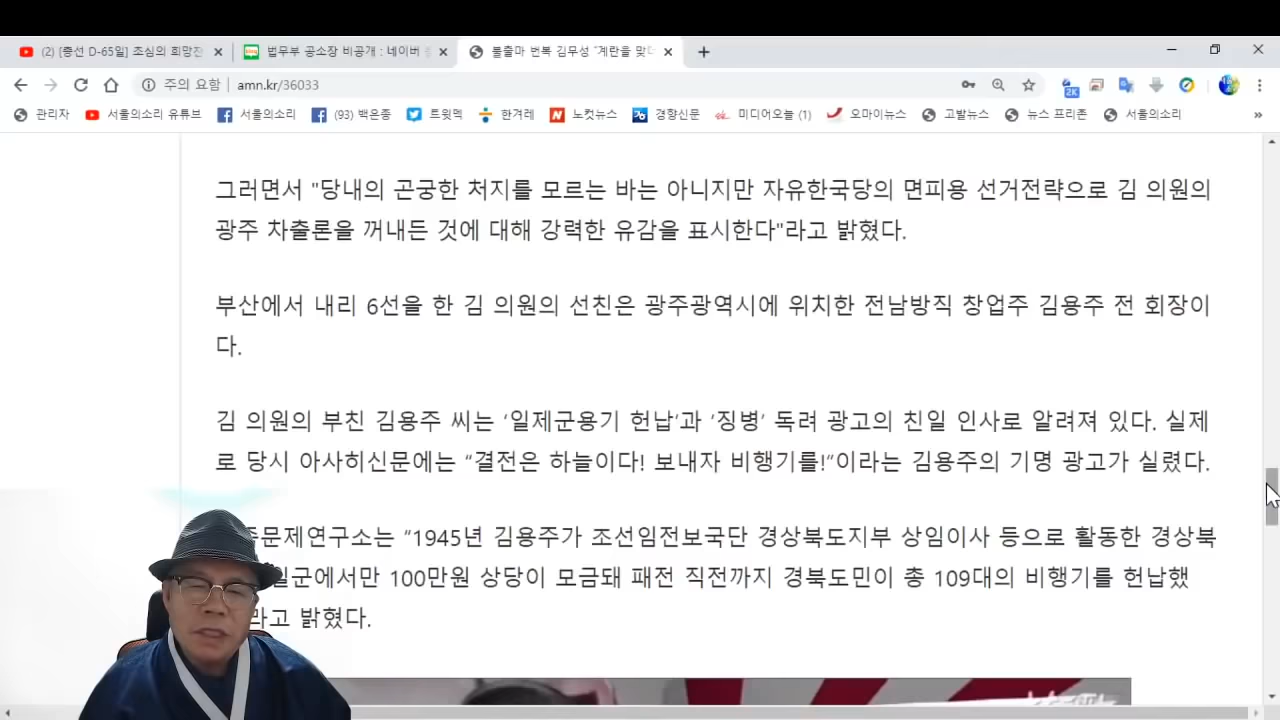 (2) [총선 D-65일] 초심의 희망전
법무부 공소장 비공개 : 네이버
불출마 번복 김무성 "계란을 맞더
주의 요함 | amn.kr/36033
2K
관리자 서울의소리 유튜브 서울의소리 (93) 백은종 트윗덱 한겨레 노컷뉴스 경향신문 미디어오늘 (1) 오마이뉴스 고발뉴스 뉴스 프리존 서울의소리 »
그러면서 "당내의 곤궁한 처지를 모르는 바는 아니지만 자유한국당의 면피용 선거전략으로 김 의원의
광주 차출론을 꺼내든 것에 대해 강력한 유감을 표시한다"라고 밝혔다.
부산에서 내리 6선을 한 김 의원의 선친은 광주광역시에 위치한 전남방직 창업주 김용주 전 회장이
다.
김 의원의 부친 김용주 씨는 ‘일제군용기 헌납’과 ‘징병’ 독려 광고의 친일 인사로 알려져 있다. 실제
로 당시 아사히신문에는 “결전은 하늘이다! 보내자 비행기를!”이라는 김용주의 기명 광고가 실렸다.
문제연구소는 “1945년 김용주가 조선임전보국단 경상북도지부 상임이사 등으로 활동한 경상북
일군에서만 100만원 상당이 모금돼 패전 직전까지 경북도민이 총 109대의 비행기를 헌납했
라고 밝혔다.